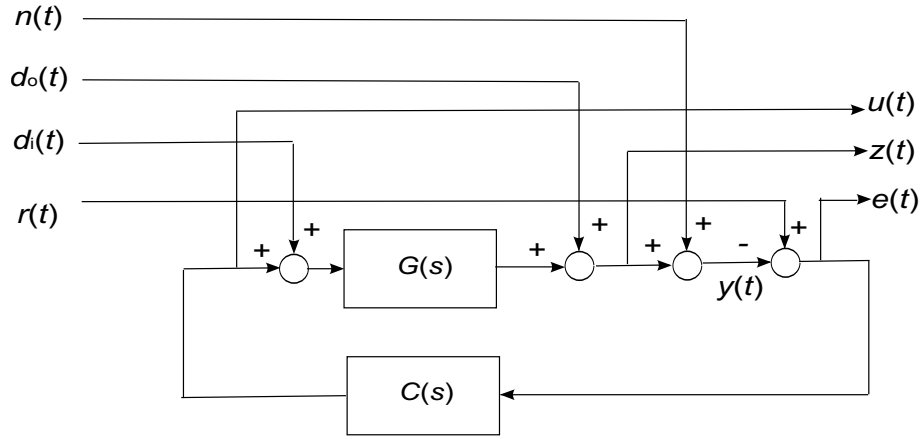 n(t)
do(t)
u(t)
di(t)
z(t)
r(t)
e(t)
+ + + + + + - +
G(s)
y(t)
C(s)